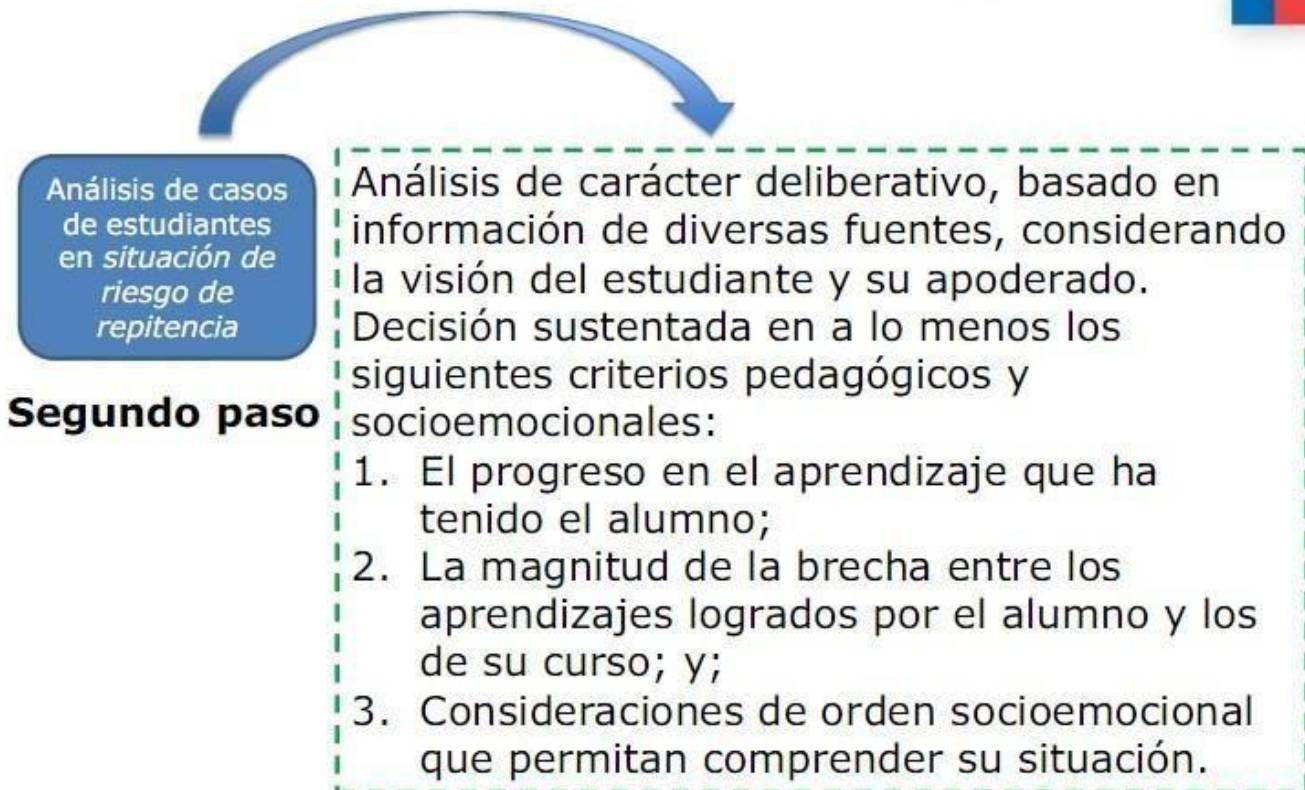 Análisis de casos
de estudiantes
en situación de
riesgo de
repitencia
Segundo paso
Análisis de carácter deliberativo, basado en
información de diversas fuentes, considerando
la visión del estudiante y su apoderado.
Decisión sustentada en a lo menos los
siguientes criterios pedagógicos y
socioemocionales:
1. El progreso en el aprendizaje que ha
tenido el alumno;
2. La magnitud de la brecha entre los
aprendizajes logrados por el alumno y los
de su curso; y;
3. Consideraciones de orden socioemocional
que permitan comprender su situación.